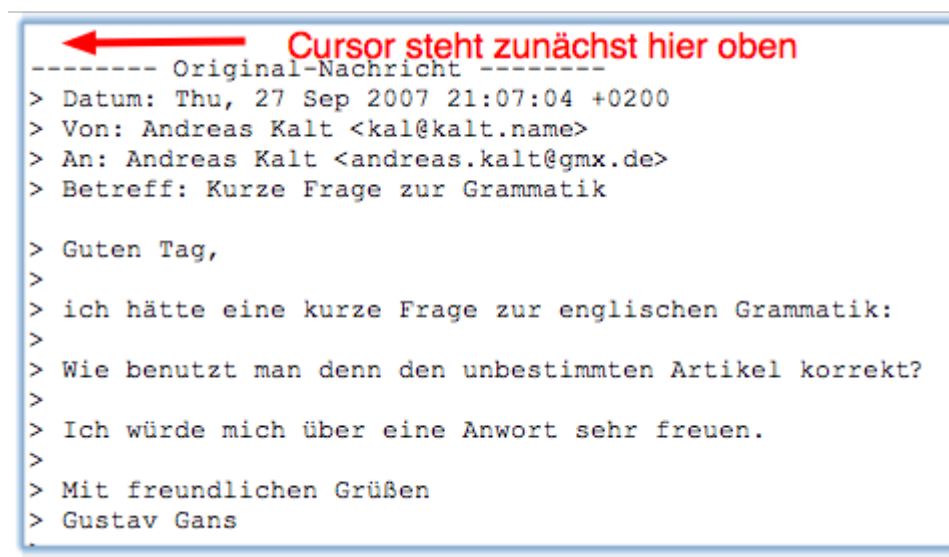 Cursor steht zunächst hier oben
-------- Original-Nachricht --------
> Datum: Thu, 27 Sep 2007 21:07:04 +0200
> Von: Andreas Kalt <kal@kalt.name>
> An: Andreas Kalt <andreas.kalt@gmx.de>
> Betreff: Kurze Frage zur Grammatik

> Guten Tag,
>
> ich hätte eine kurze Frage zur englischen Grammatik:
>
> Wie benutzt man denn den unbestimmten Artikel korrekt?
>
> Ich würde mich über eine Anwort sehr freuen.
>
> Mit freundlichen Grüßen
> Gustav Gans